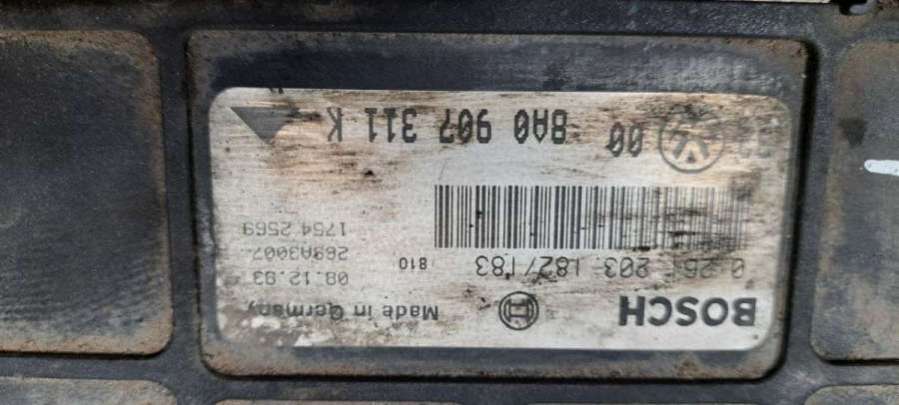 BOSCH Made in Germany
0 261 203 182/183 08.12.93
810 268A3007
1754 2569
00 8A0 907 311 K